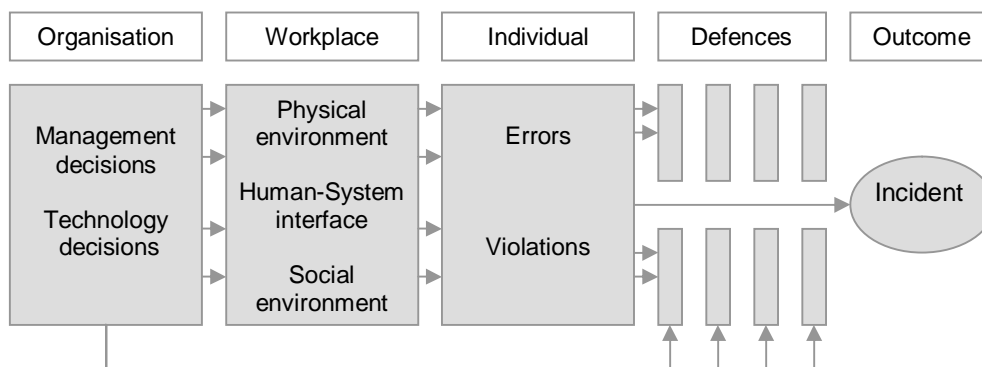 Organisation
Workplace
Individual
Defences
Outcome
Management
decisions
Technology
decisions
Physical
environment
Human-System
interface
Social
environment
Errors
Violations
Incident